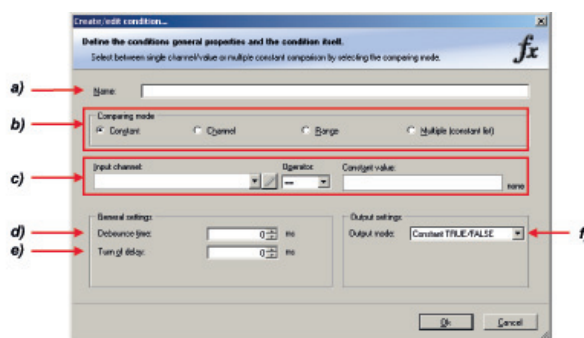 Create/edit condition...
Define the conditions general properties and the condition itself.
Select between single channel/value or multiple constant comparison by selecting the comparing mode.
fx
a)
Name:
b)
Comparing mode
Constant
Channel
Range
Multiple (constant list)
c)
Input channel:
Operator:
Constant value:
none
General settings
Output settings
d)
Debounce time:
0
ms
Output mode:
Constant TRUE/FALSE
f
e)
Turn of delay:
0
ms
Ok
Cancel